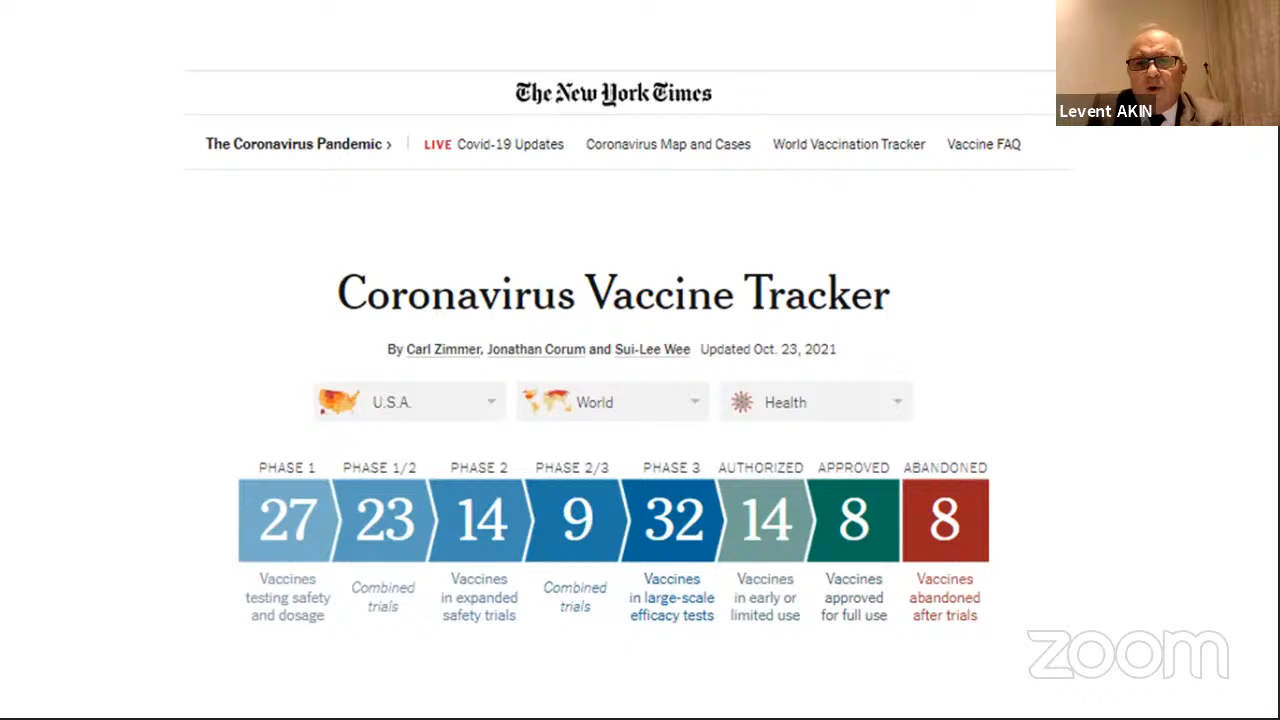 The New York Times
Levent AKIN
The Coronavirus Pandemic › LIVE Covid-19 Updates Coronavirus Map and Cases World Vaccination Tracker Vaccine FAQ
Coronavirus Vaccine Tracker
By Carl Zimmer, Jonathan Corum and Sui-Lee Wee Updated Oct. 23, 2021
U.S.A. World Health
PHASE 1 PHASE 1/2 PHASE 2 PHASE 2/3 PHASE 3 AUTHORIZED APPROVED ABANDONED
27 23 14 9 32 14 8 8
Vaccines Combined Vaccines Combined Vaccines Vaccines Vaccines Vaccines
testing safety trials in expanded trials in large-scale in early or approved abandoned
and dosage safety trials efficacy tests limited use for full use after trials
zoom